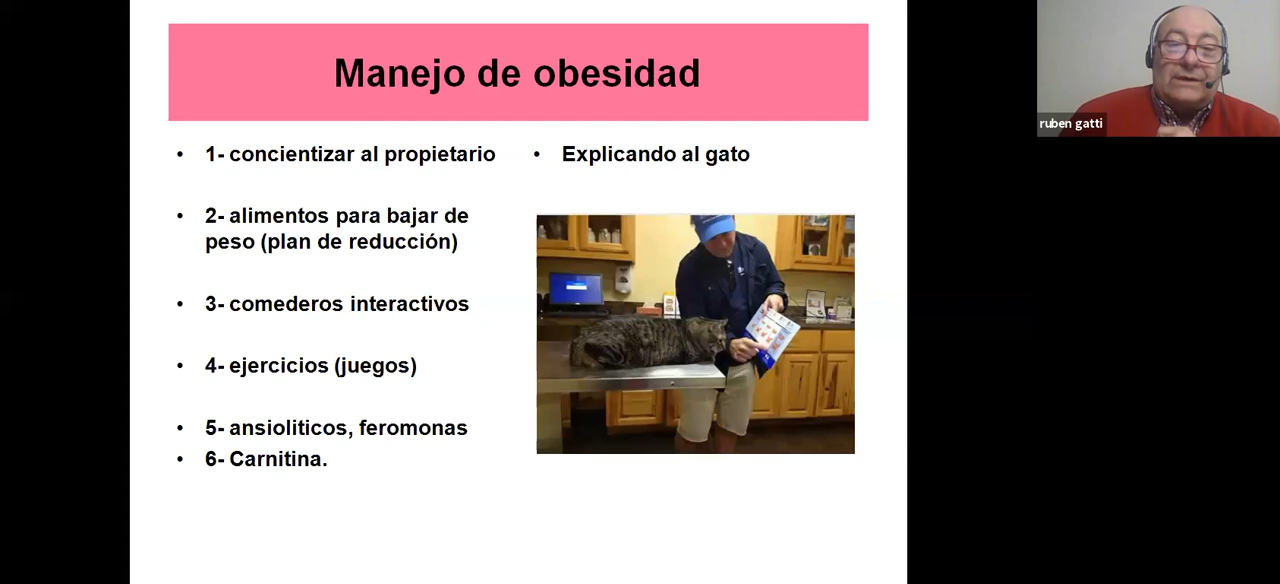 Manejo de obesidad
• 1- concientizar al propietario
• 2- alimentos para bajar de
peso (plan de reducción)
• 3- comederos interactivos
• 4- ejercicios (juegos)
• 5- ansioliticos, feromonas
• 6- Carnitina.
• Explicando al gato
ruben gatti